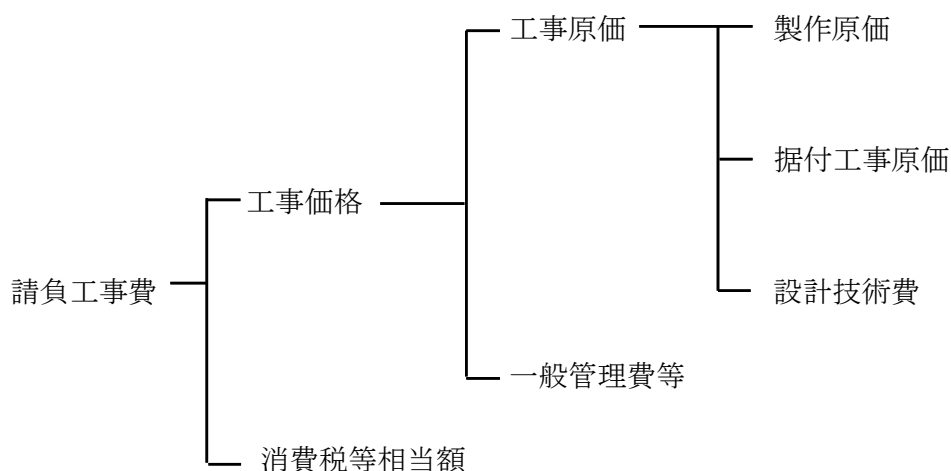 工事原価
製作原価
据付工事原価
工事価格
請負工事費
設計技術費
一般管理費等
消費税等相当額